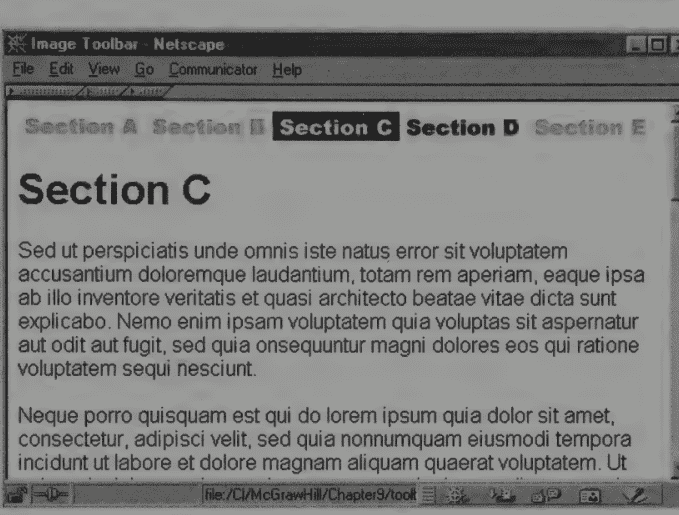 Image Toolbar - Netscape
File Edit View Go Communicator Help
Section A Section B Section C Section D Section E
Section C
Sed ut perspiciatis unde omnis iste natus error sit voluptatem
accusantium doloremque laudantium, totam rem aperiam, eaque ipsa
ab illo inventore veritatis et quasi architecto beatae vitae dicta sunt
explicabo. Nemo enim ipsam voluptatem quia voluptas sit aspernatur
aut odit aut fugit, sed quia onsequuntur magni dolores eos qui ratione
voluptatem sequi nesciunt.
Neque porro quisquam est qui do lorem ipsum quia dolor sit amet,
consectetur, adipisci velit, sed quia nonnumquam eiusmodi tempora
incidunt ut labore et dolore magnam aliquam quaerat voluptatem. Ut
file:/C|/McGrawHill/Chapter9/toolt